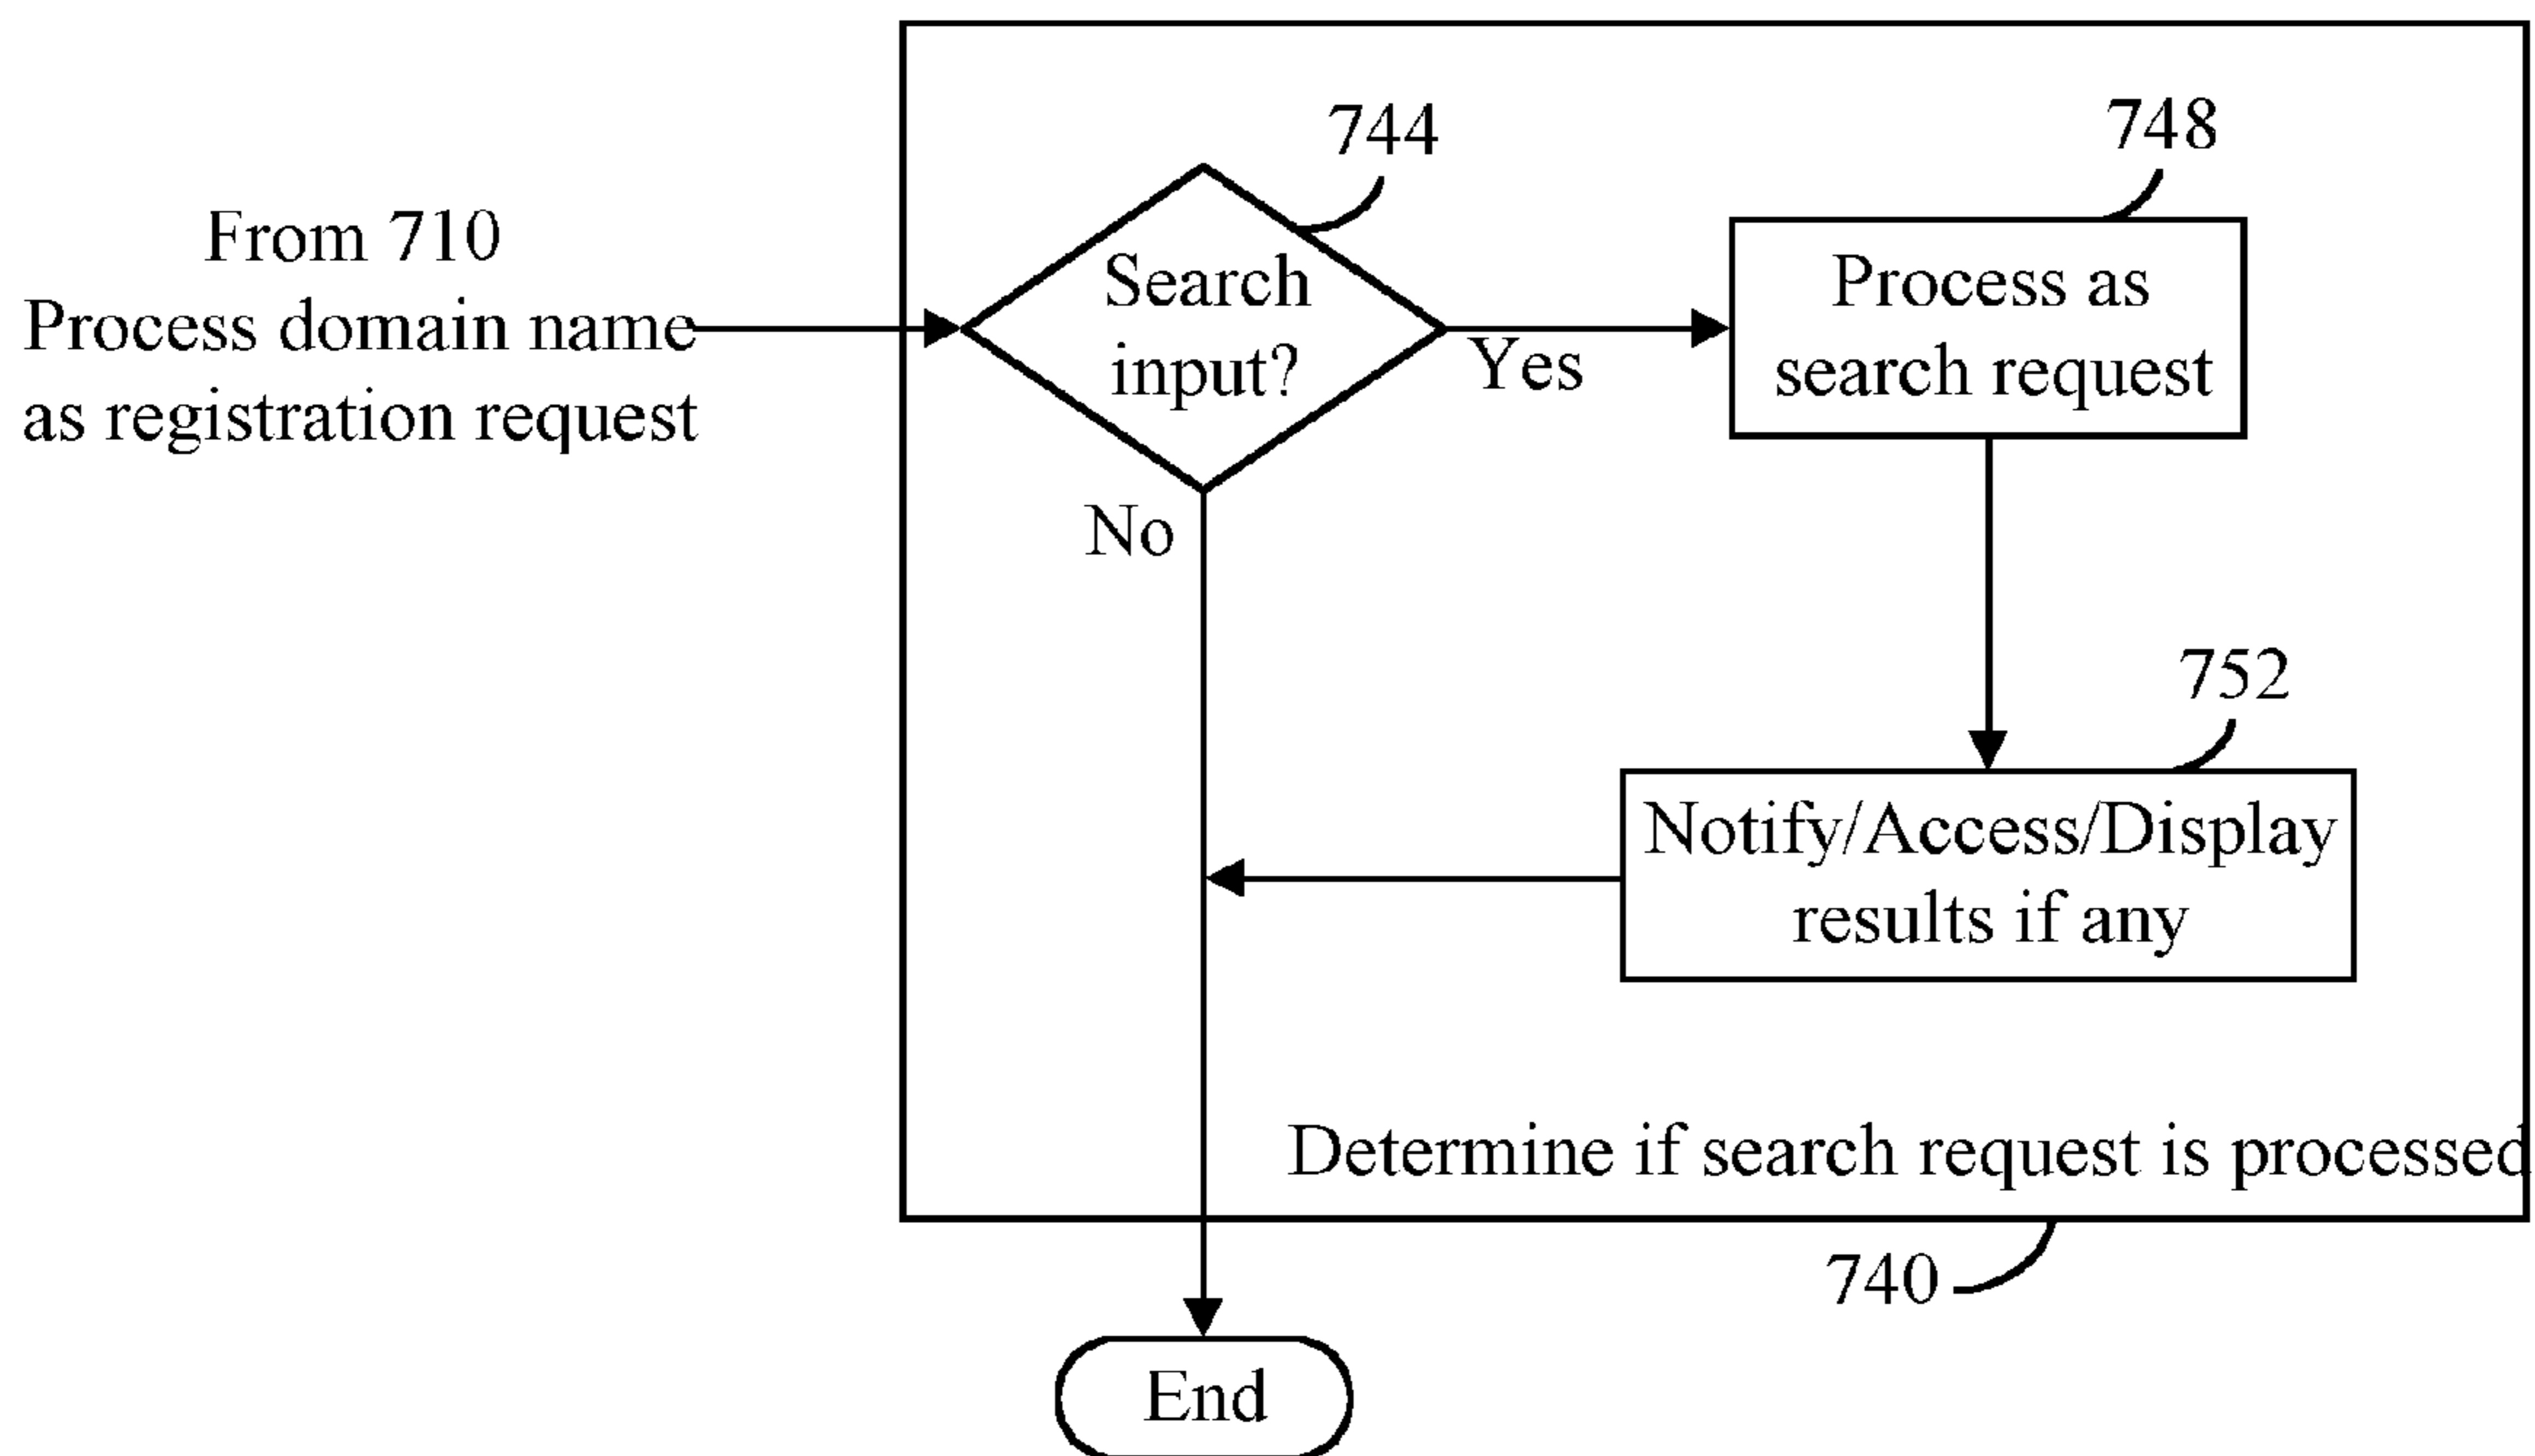 From 710
Process domain name
as registration request
744
Search
input?
Yes
No
748
Process as
search request
752
Notify/Access/Display
results if any
Determine if search request is processed
740
End